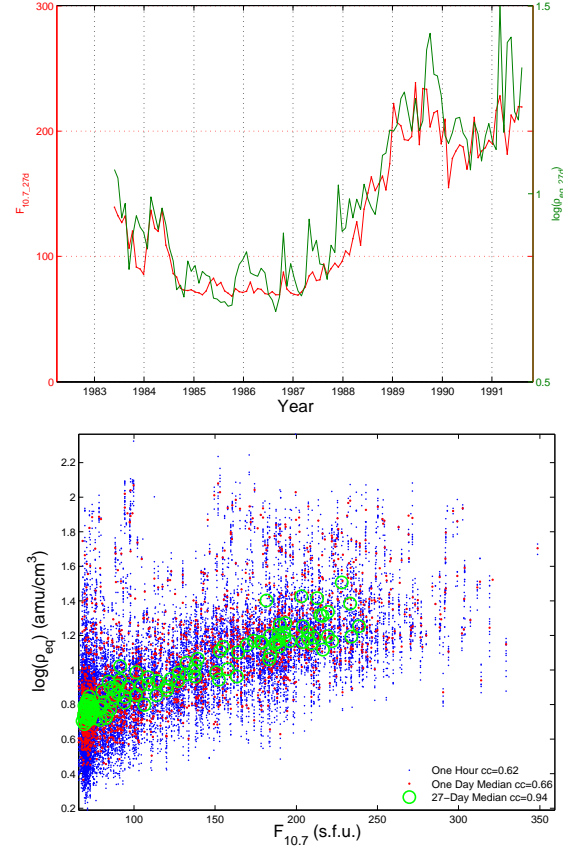 300
200
100
0
F10.7_27d
1.5
1
0.5
log(ρeq_27d)
1983 1984 1985 1986 1987 1988 1989 1990 1991
Year
2.2
2
1.8
1.6
1.4
1.2
1
0.8
0.6
0.4
0.2
log(ρeq) (amu/cm3)
One Hour cc=0.62
One Day Median cc=0.66
27−Day Median cc=0.94
100 150 200 250 300 350
F10.7 (s.f.u.)